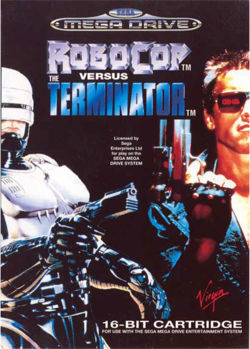 SEGA
MEGA DRIVE
ROBOCOP TM
THE VERSUS
TERMINATOR TM
Licensed by
Sega
Enterprises Ltd
for play on the
SEGA MEGA
DRIVE SYSTEM
Virgin
16-BIT CARTRIDGE
FOR USE WITH THE SEGA MEGA DRIVE ENTERTAINMENT SYSTEM